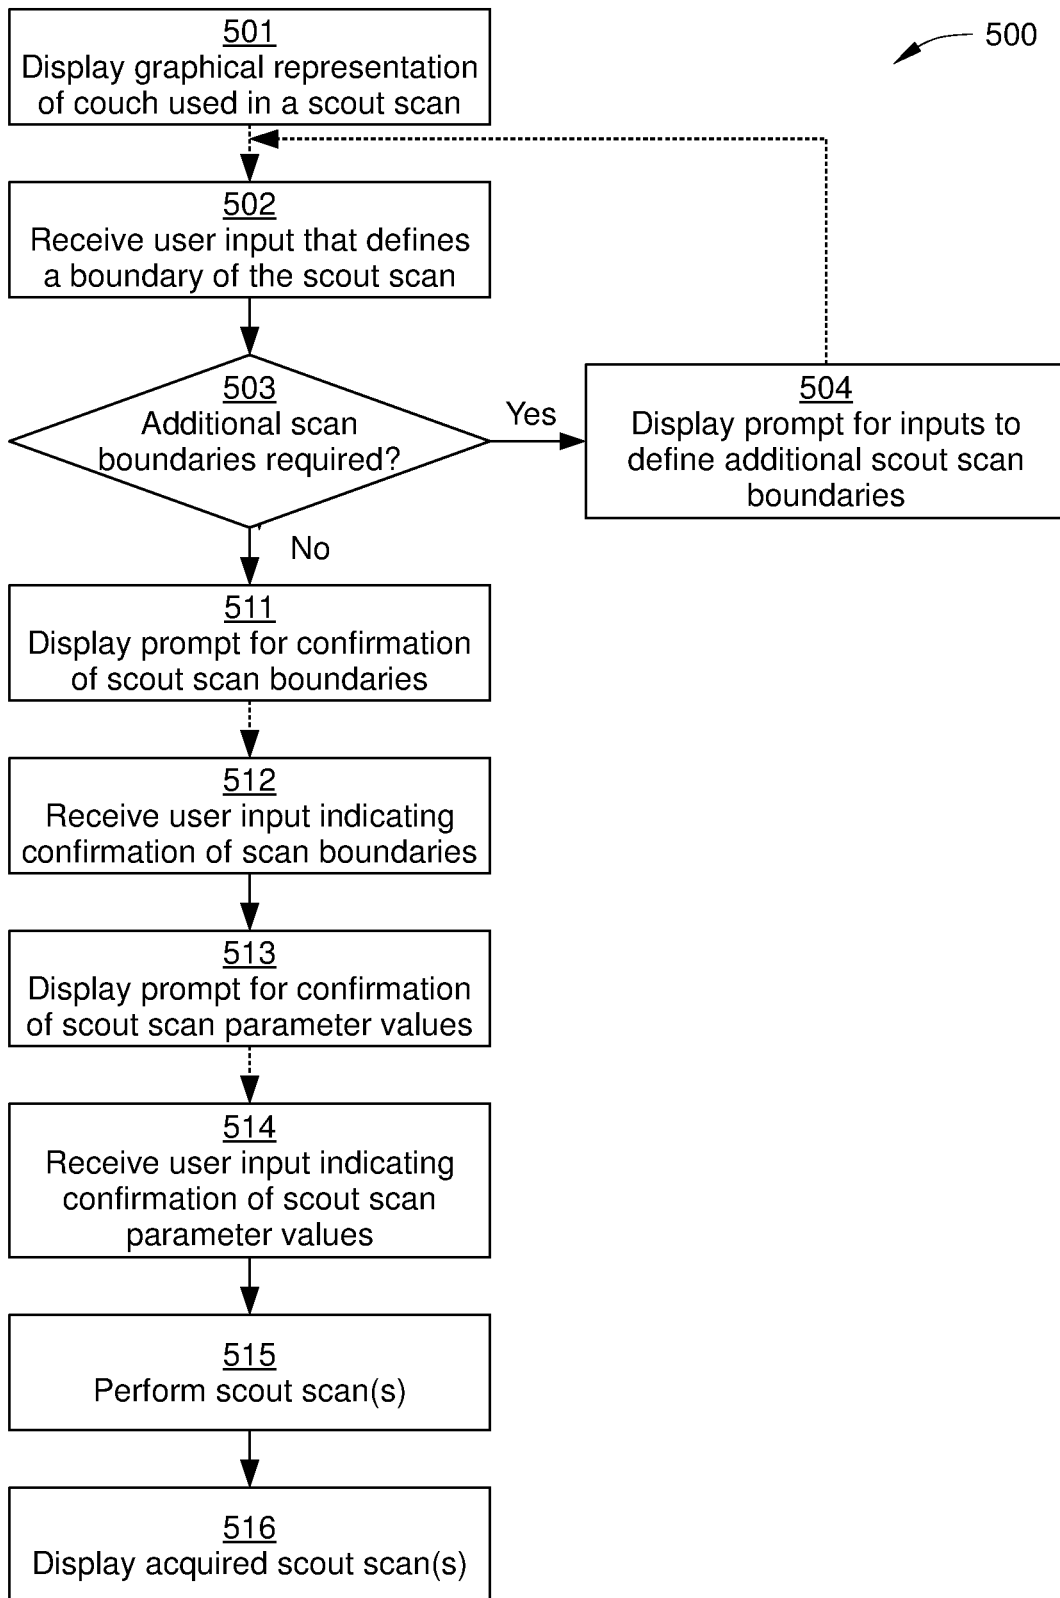 501
Display graphical representation
of couch used in a scout scan
500
502
Receive user input that defines
a boundary of the scout scan
503
Additional scan
boundaries required?
Yes
504
Display prompt for inputs to
define additional scout scan
boundaries
No
511
Display prompt for confirmation
of scout scan boundaries
512
Receive user input indicating
confirmation of scan boundaries
513
Display prompt for confirmation
of scout scan parameter values
514
Receive user input indicating
confirmation of scout scan
parameter values
515
Perform scout scan(s)
516
Display acquired scout scan(s)